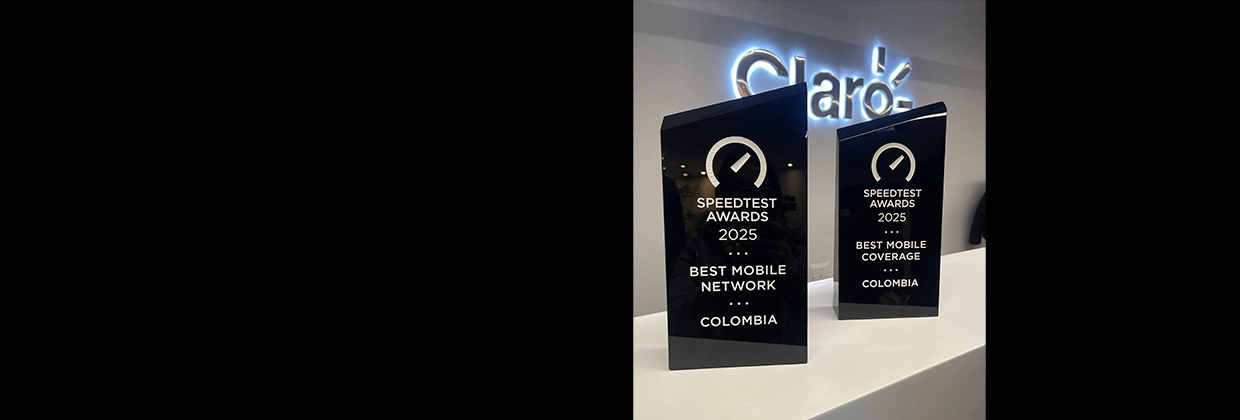 Claro
SPEEDTEST
AWARDS
2025
BEST MOBILE
NETWORK
COLOMBIA
SPEEDTEST
AWARDS
2025
BEST MOBILE
COVERAGE
COLOMBIA